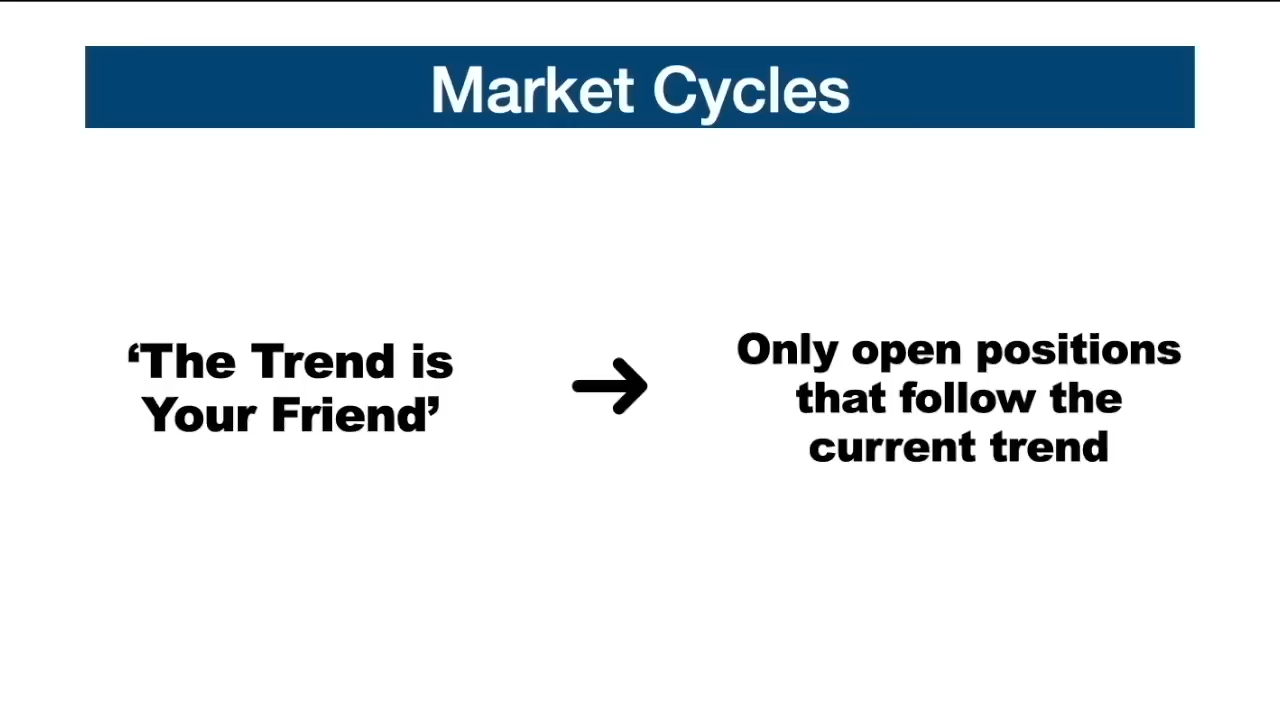 Market Cycles
‘The Trend is
Your Friend’
→
Only open positions
that follow the
current trend